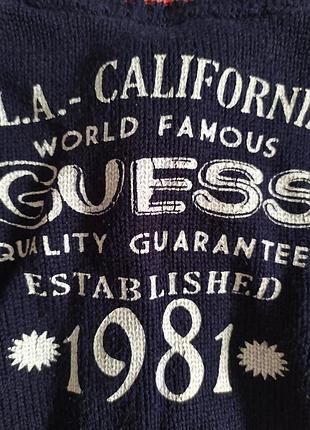 L.A.- CALIFORNI
WORLD FAMOUS
GUESS
QUALITY GUARANTEE
ESTABLISHED
1981